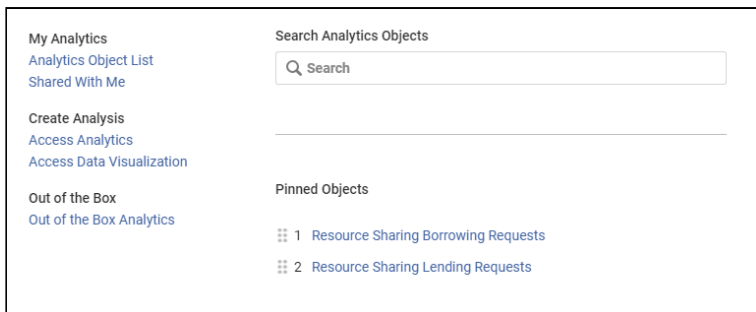 My Analytics
Analytics Object List
Shared With Me
Create Analysis
Access Analytics
Access Data Visualization
Out of the Box
Out of the Box Analytics
Search Analytics Objects
Search
Pinned Objects
1 Resource Sharing Borrowing Requests
2 Resource Sharing Lending Requests